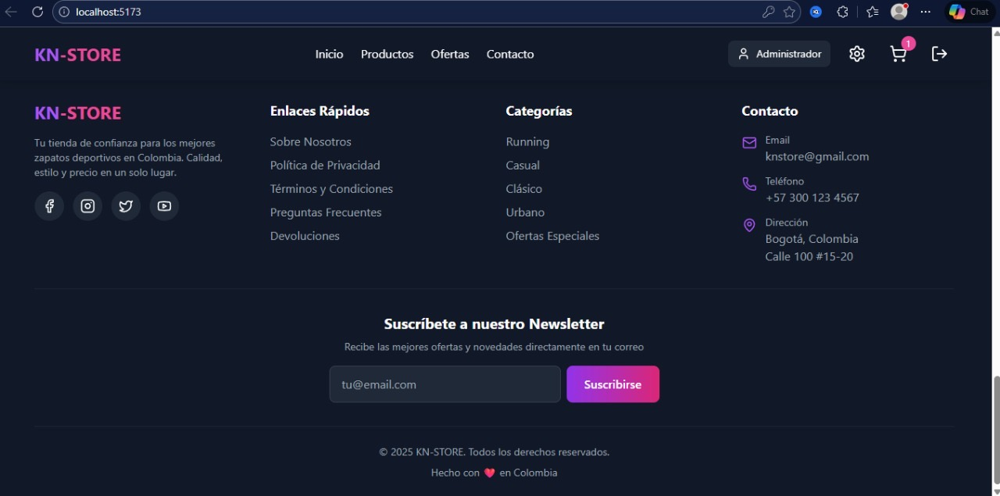 localhost:5173
Chat
KN-STORE
Inicio
Productos
Ofertas
Contacto
Administrador
1
KN-STORE
Tu tienda de confianza para los mejores
zapatos deportivos en Colombia. Calidad,
estilo y precio en un solo lugar.
Enlaces Rápidos
Sobre Nosotros
Política de Privacidad
Términos y Condiciones
Preguntas Frecuentes
Devoluciones
Categorías
Running
Casual
Clásico
Urbano
Ofertas Especiales
Contacto
Email
knstore@gmail.com
Teléfono
+57 300 123 4567
Dirección
Bogotá, Colombia
Calle 100 #15-20
Suscríbete a nuestro Newsletter
Recibe las mejores ofertas y novedades directamente en tu correo
tu@email.com
Suscribirse
© 2025 KN-STORE. Todos los derechos reservados.
Hecho con ❤️ en Colombia